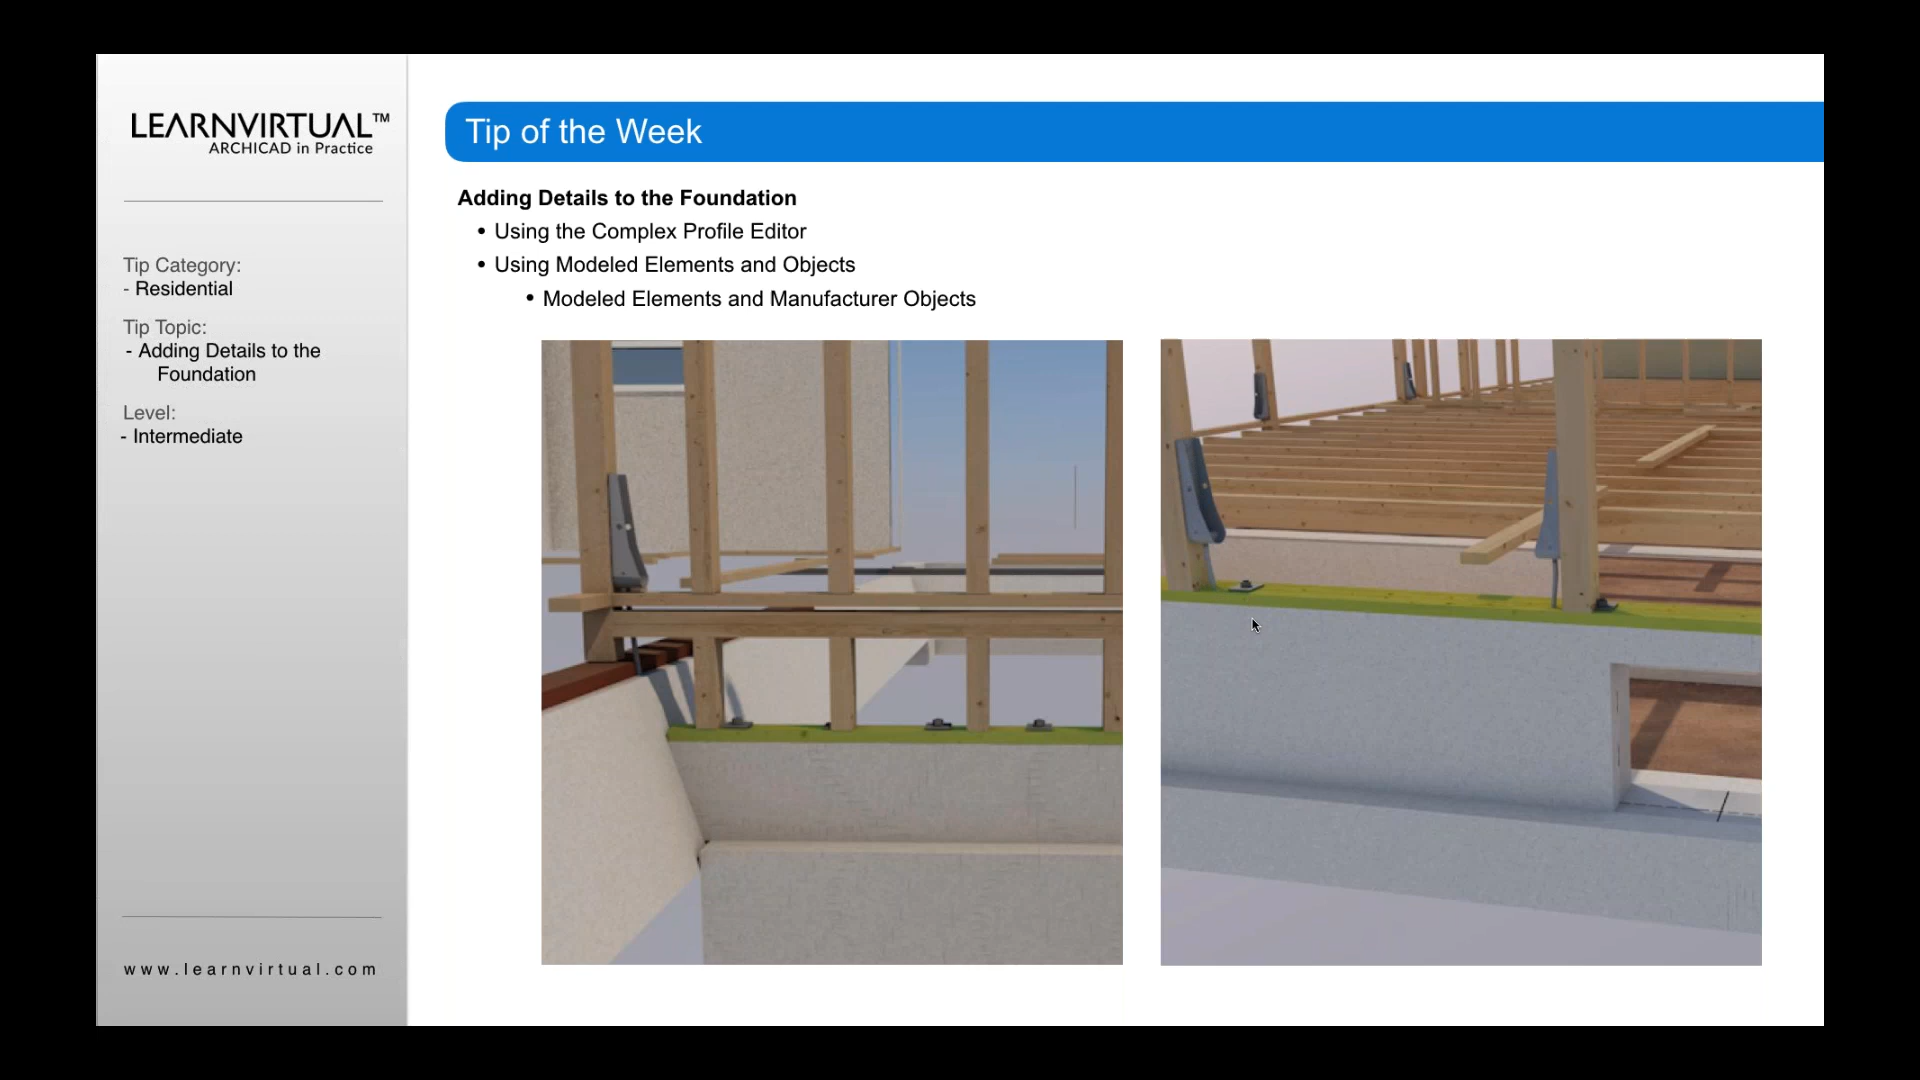 LEARNVIRTUAL™
ARCHICAD in Practice
Tip Category:
- Residential
Tip Topic:
- Adding Details to the
Foundation
Level:
- Intermediate
www.learnvirtual.com
Tip of the Week
Adding Details to the Foundation
• Using the Complex Profile Editor
• Using Modeled Elements and Objects
• Modeled Elements and Manufacturer Objects